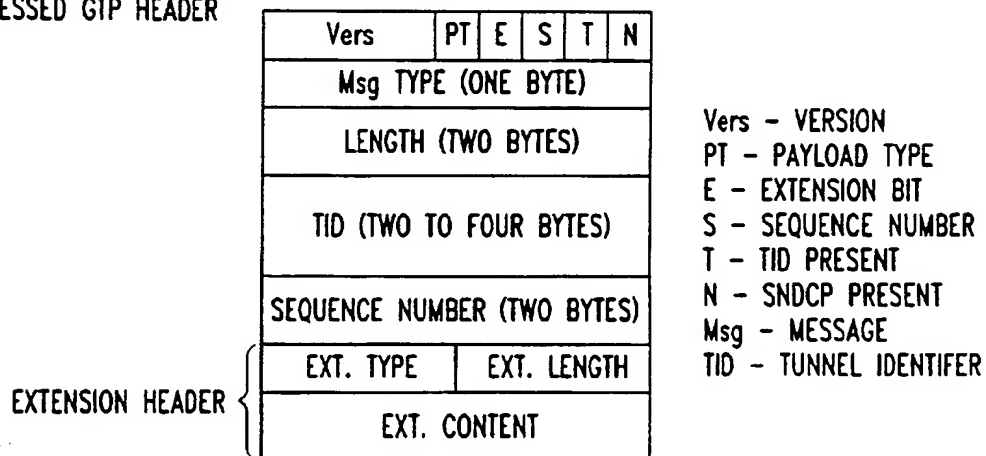 GTP HEADER
Vers PT E S T N
Msg TYPE (ONE BYTE)
LENGTH (TWO BYTES)
TID (TWO TO FOUR BYTES)
SEQUENCE NUMBER (TWO BYTES)
EXT. TYPE EXT. LENGTH
EXTENSION HEADER
EXT. CONTENT
Vers – VERSION
PT – PAYLOAD TYPE
E – EXTENSION BIT
S – SEQUENCE NUMBER
T – TID PRESENT
N – SNDCP PRESENT
Msg – MESSAGE
TID – TUNNEL IDENTIFER